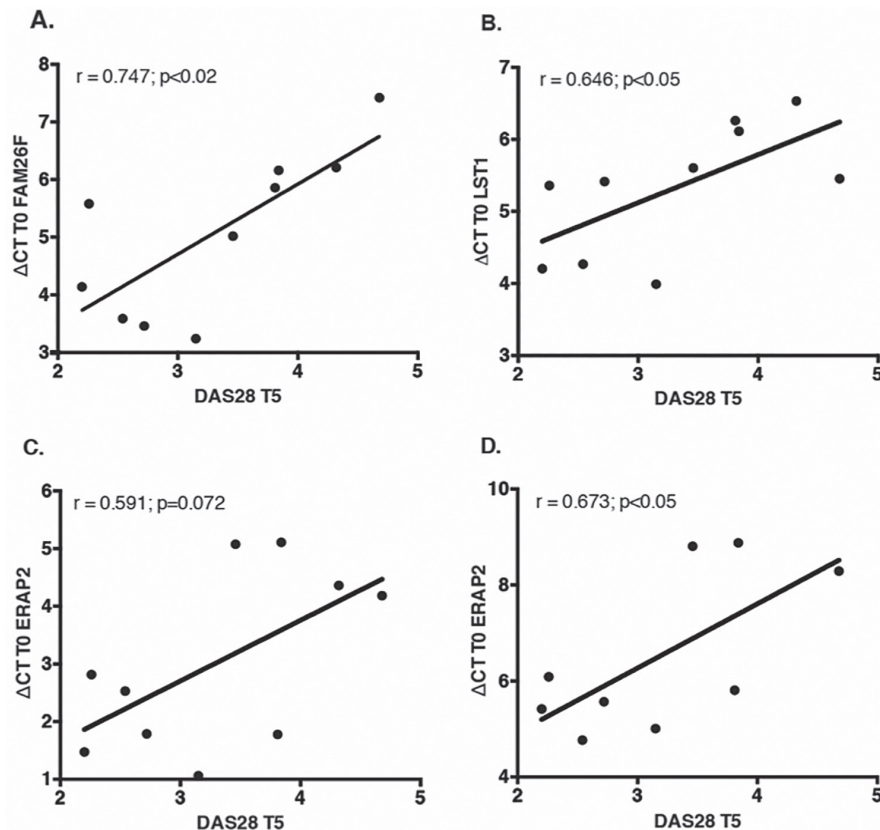 A.
r = 0.747; p<0.02
ΔCT T0 FAM26F
8
7
6
5
4
3
2
3
4
5
DAS28 T5
B.
r = 0.646; p<0.05
ΔCT T0 LST1
7
6
5
4
3
2
3
4
5
DAS28 T5
C.
r = 0.591; p=0.072
ΔCT T0 ERAP2
6
5
4
3
2
1
2
3
4
5
DAS28 T5
D.
r = 0.673; p<0.05
ΔCT T0 ERAP2
10
8
6
4
2
3
4
5
DAS28 T5